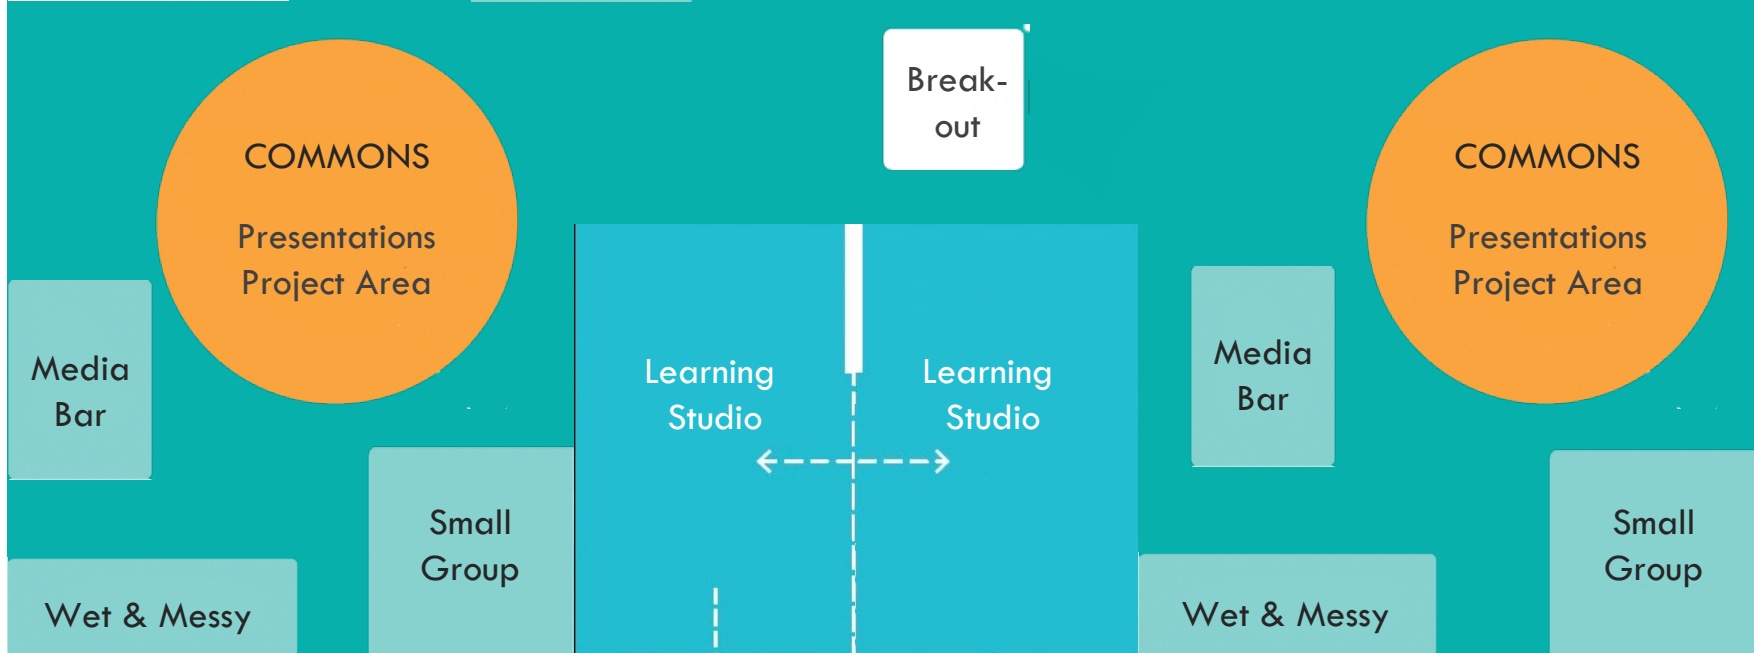 COMMONS
Presentations
Project Area
Media
Bar
Small
Group
Wet & Messy
Break-
out
Learning
Studio
Learning
Studio
COMMONS
Presentations
Project Area
Media
Bar
Small
Group
Wet & Messy